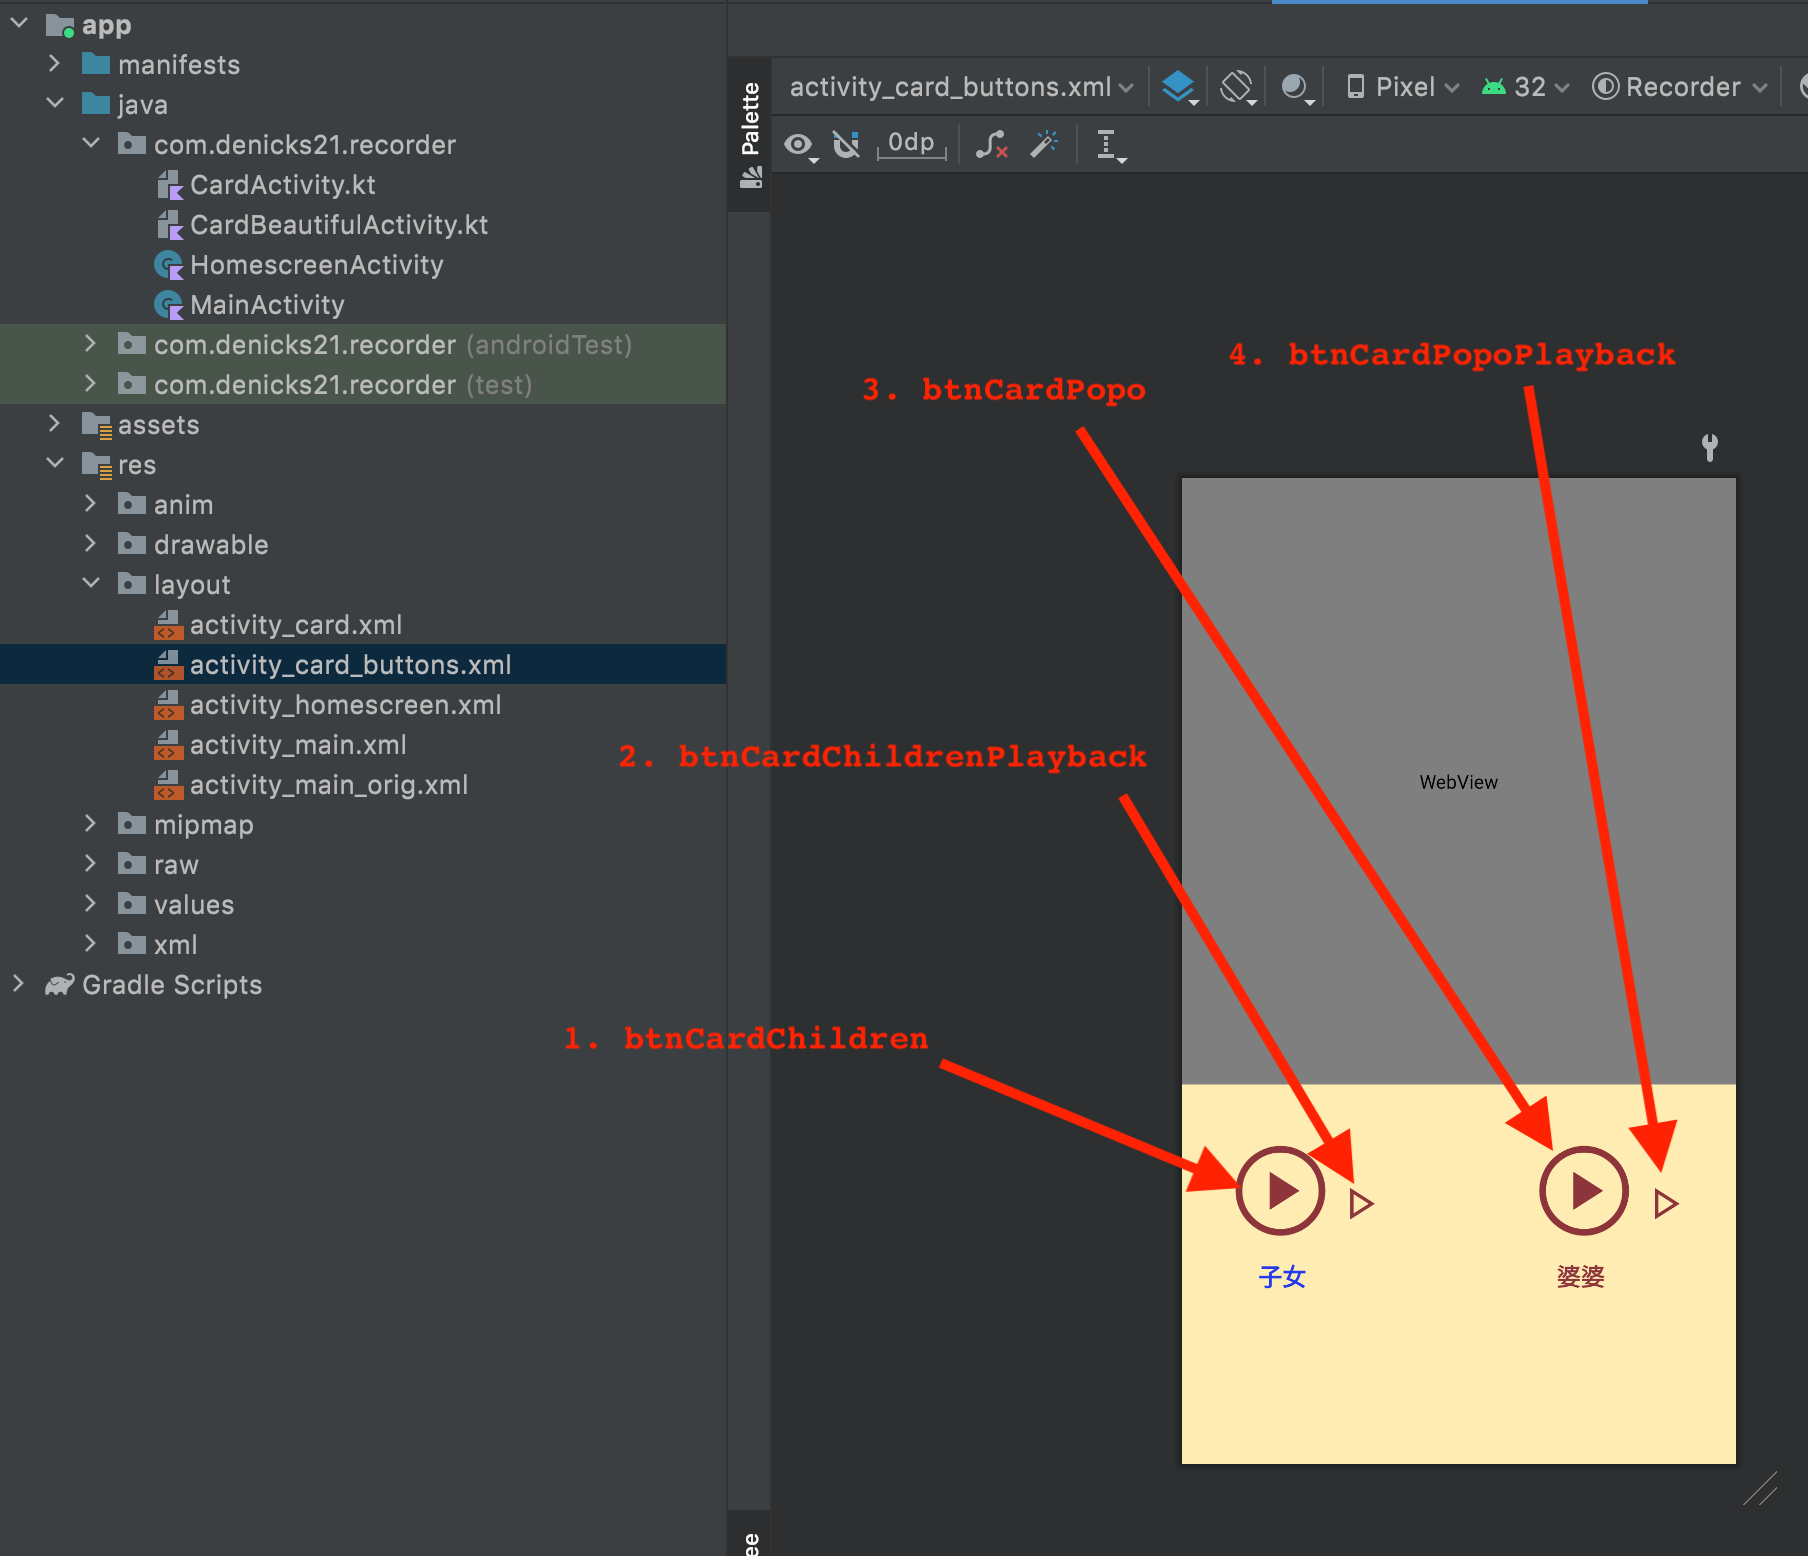 app
manifests
java
com.denicks21.recorder
CardActivity.kt
CardBeautifulActivity.kt
HomescreenActivity
MainActivity
com.denicks21.recorder (androidTest)
com.denicks21.recorder (test)
assets
res
anim
drawable
layout
activity_card.xml
activity_card_buttons.xml
activity_homescreen.xml
activity_main.xml
activity_main_orig.xml
mipmap
raw
values
xml
Gradle Scripts
Palette
activity_card_buttons.xml
Pixel
32
Recorder
0dp
4. btnCardPopoPlayback
3. btnCardPopo
2. btnCardChildrenPlayback
WebView
1. btnCardChildren
子女
婆婆